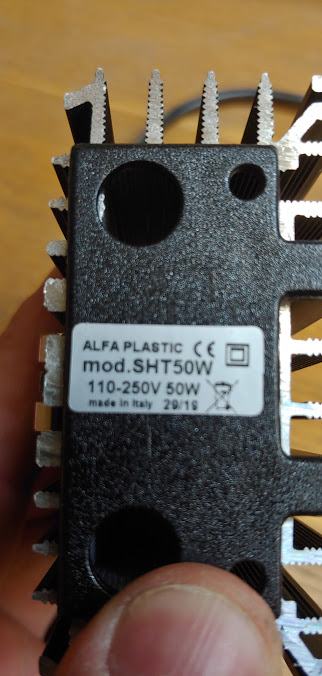 ALFA PLASTIC CE
mod.SHT50W
110-250V 50W
made in Italy 29/19